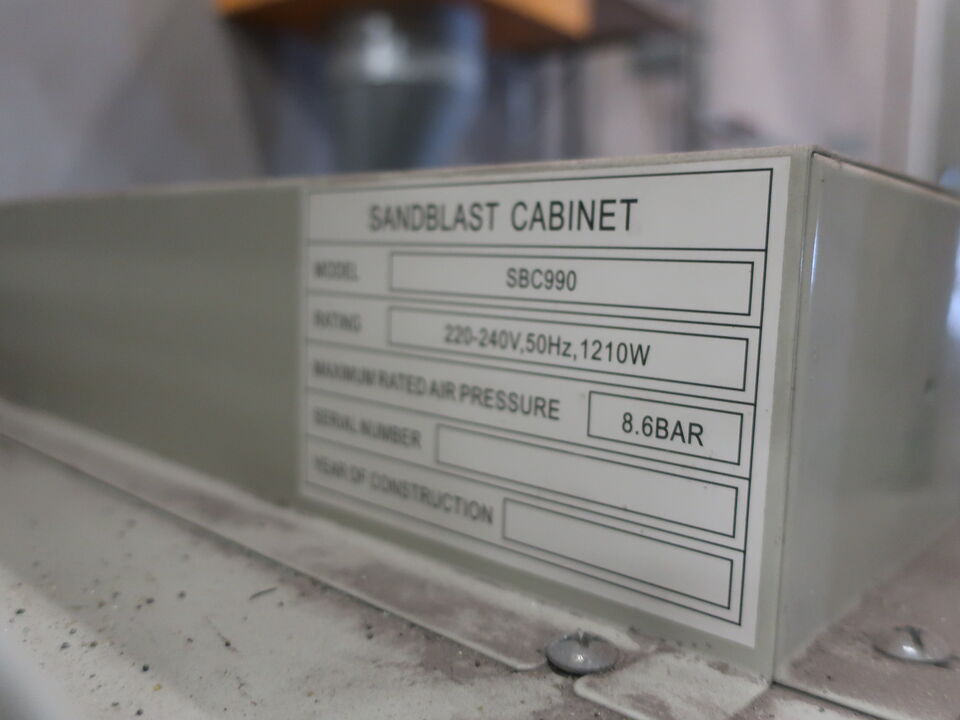 SANDBLAST CABINET
MODEL SBC990
RATING 220-240V,50Hz,1210W
MAXIMUM RATED AIR PRESSURE 8.6BAR
SERIAL NUMBER
YEAR OF CONSTRUCTION